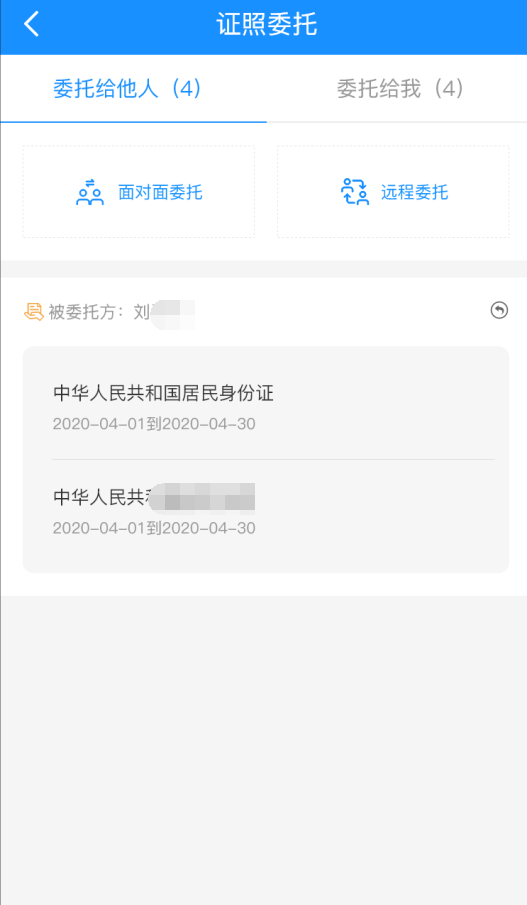 证照委托
委托给他人（4）
委托给我（4）
面对面委托
远程委托
被委托方：刘
中华人民共和国居民身份证
2020-04-01到2020-04-30
中华人民共
2020-04-01到2020-04-30